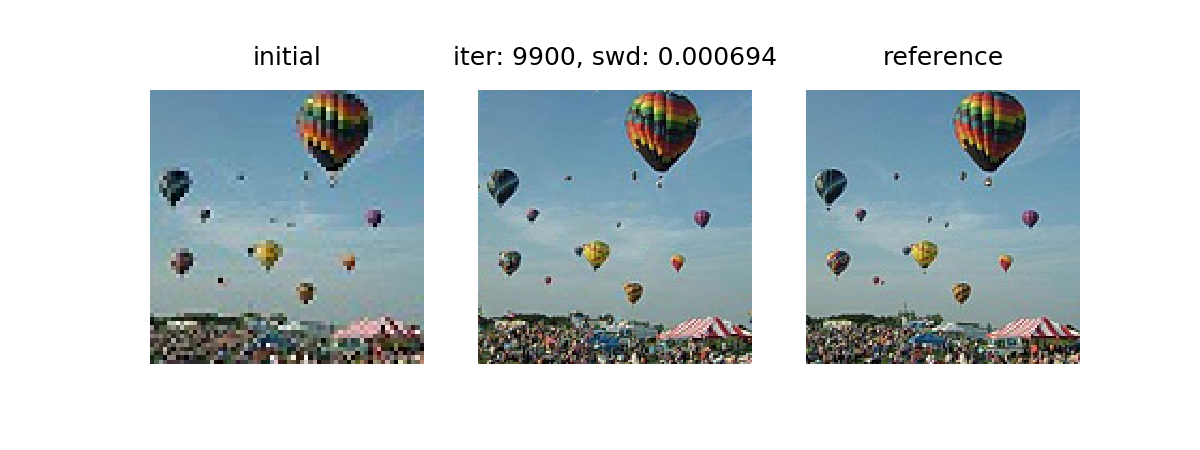 initial
iter: 9900, swd: 0.000694
reference